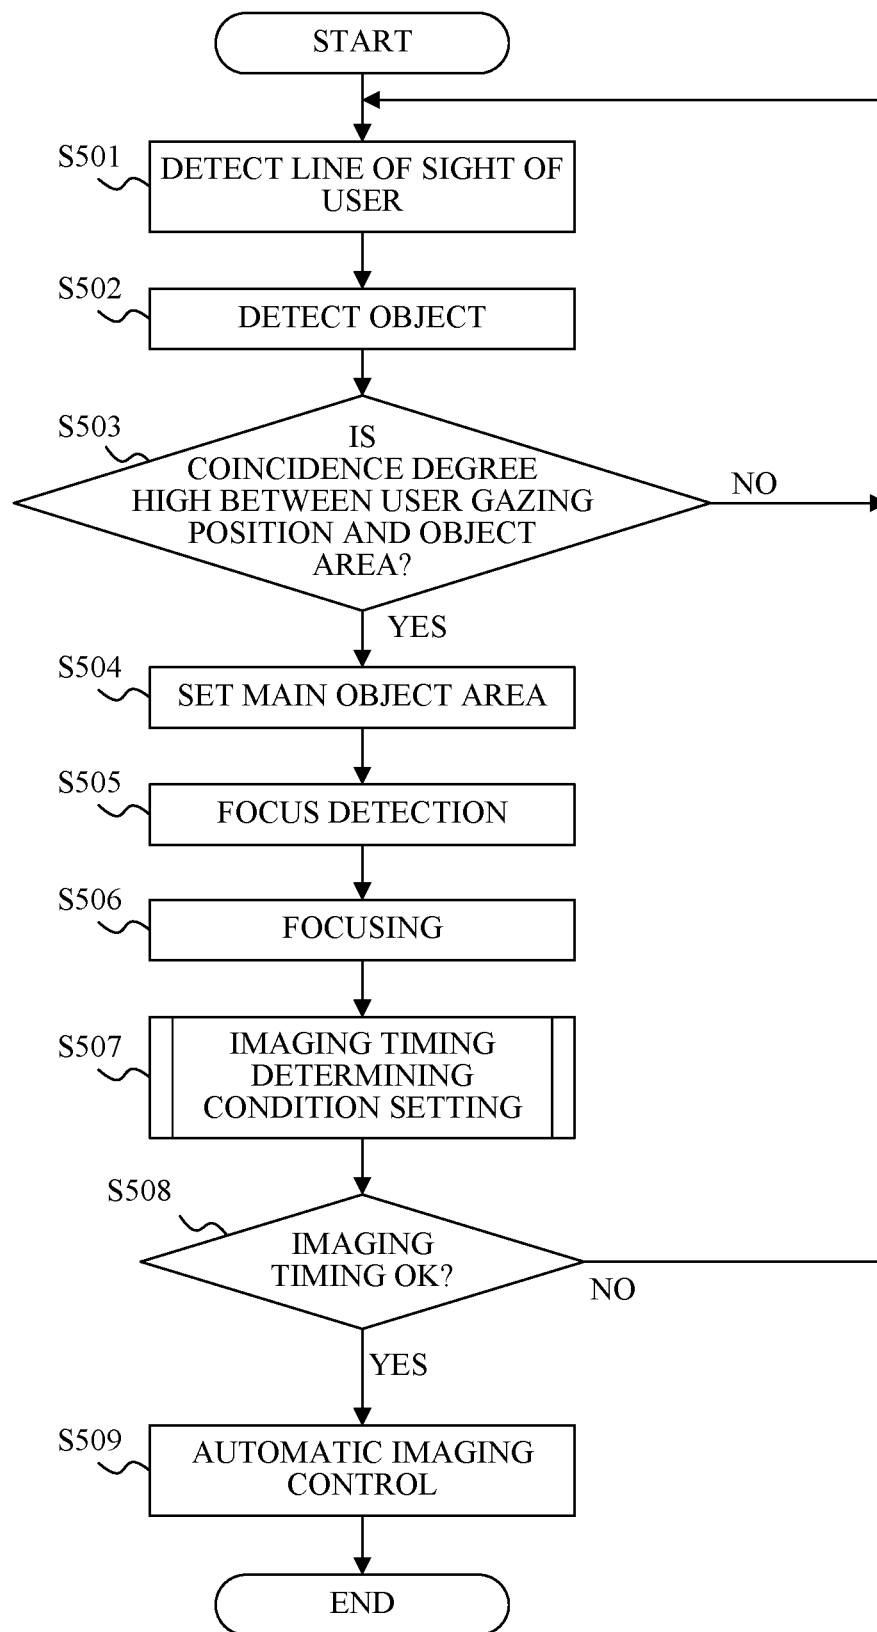 START
S501
DETECT LINE OF SIGHT OF
USER
S502
DETECT OBJECT
S503
IS
COINCIDENCE DEGREE
HIGH BETWEEN USER GAZING
POSITION AND OBJECT
AREA?
NO
YES
S504
SET MAIN OBJECT AREA
S505
FOCUS DETECTION
S506
FOCUSING
S507
IMAGING TIMING
DETERMINING
CONDITION SETTING
S508
IMAGING
TIMING OK?
NO
YES
S509
AUTOMATIC IMAGING
CONTROL
END